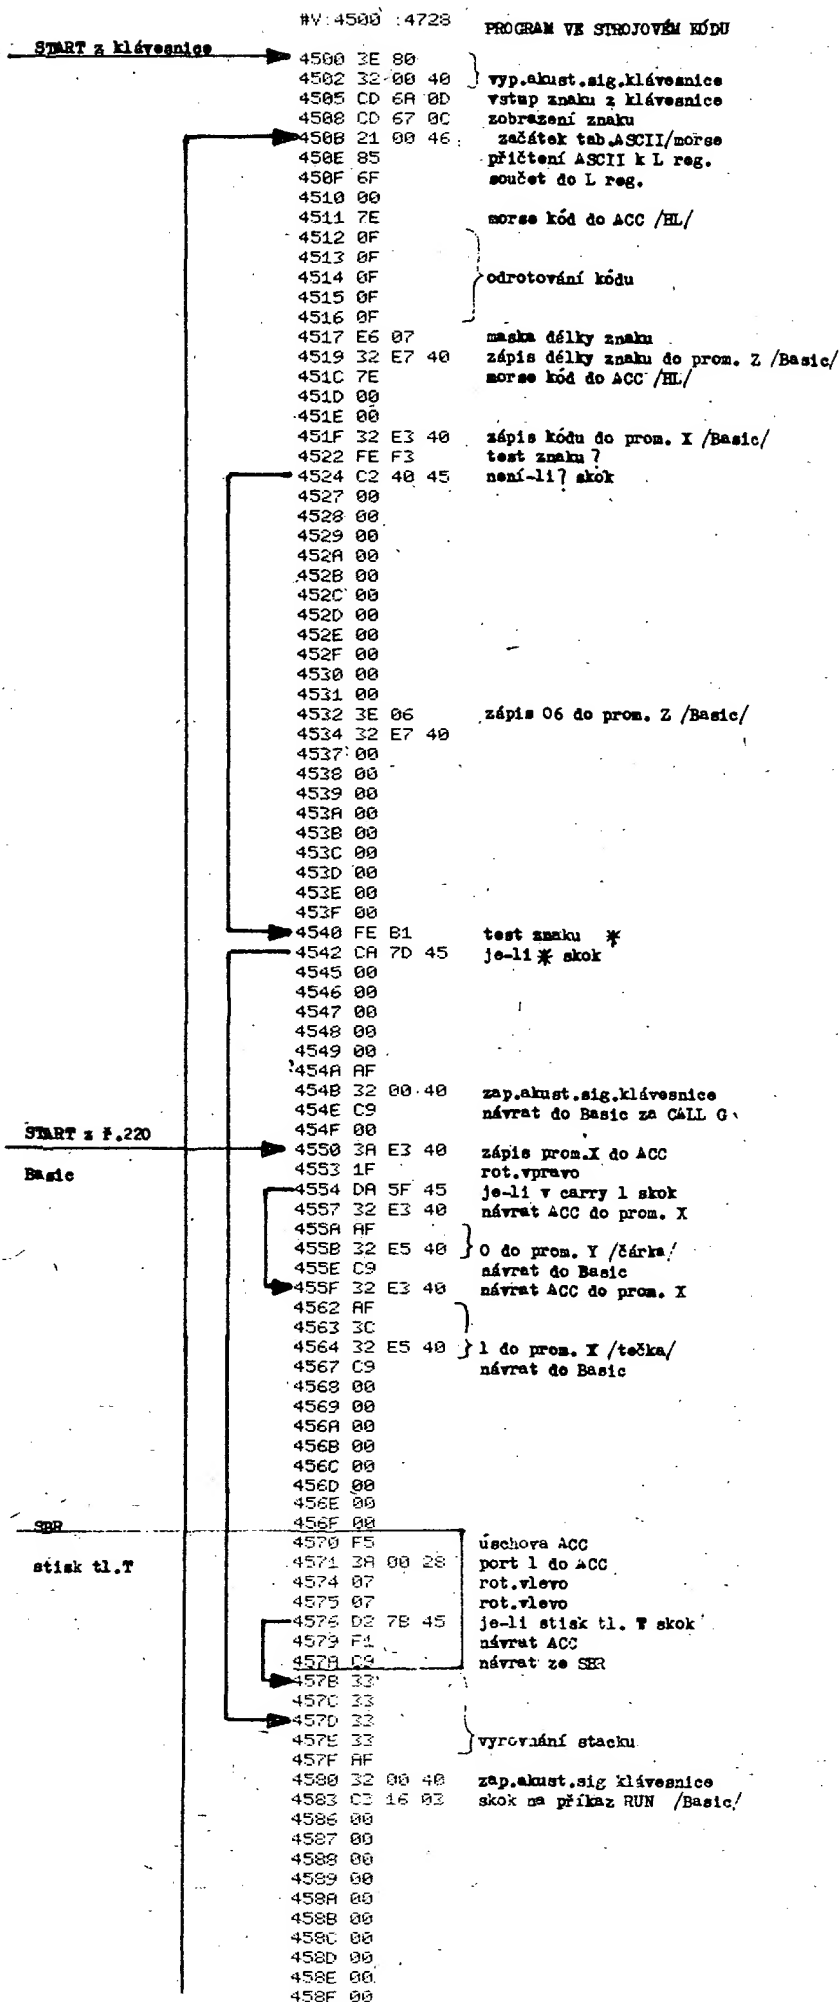 #V:4500 :4728 PROGRAM VE STROJOVÉM KÓDU
START z klávesnice
4500 3E 80
4502 32 00 40 vyp.akust.sig.klávesnice
4505 CD 6A 0D vstup znaku z klávesnice
4508 CD 67 0C zobrazení znaku
450B 21 00 46 začátek tab.ASCII/morse
450E 85 přičtení ASCII k L reg.
450F 6F součet do L reg.
4510 00
4511 7E morse kód do ACC /HL/
4512 0F
4513 0F
4514 0F odrotování kódu
4515 0F
4516 0F
4517 E6 07 maska délky znaku
4519 32 E7 40 zápis délky znaku do prom. Z /Basic/
451C 7E morse kód do ACC /HL/
451D 00
451E 00
451F 32 E3 40 zápis kódu do prom. X /Basic/
4522 FE F3 test znaku ?
4524 C2 40 45 není-li? skok
4527 00
4528 00
4529 00
452A 00
452B 00
452C 00
452D 00
452E 00
452F 00
4530 00
4531 00
4532 3E 06 zápis 06 do prom. Z /Basic/
4534 32 E7 40
4537 00
4538 00
4539 00
453A 00
453B 00
453C 00
453D 00
453E 00
453F 00
4540 FE B1 test znaku *
4542 CA 7D 45 je-li * skok
4545 00
4546 00
4547 00
4548 00
4549 00
454A AF
454B 32 00 40 zap.akust.sig.klávesnice
454E C9 návrat do Basic za CALL G
454F 00
START z ř.220
4550 3A E3 40 zápis prom.X do ACC
Basic
4553 1F rot.vpravo
4554 DA 5F 45 je-li v carry 1 skok
4557 32 E3 40 návrat ACC do prom. X
455A AF
455B 32 E5 40 0 do prom. Y /čárka/
455E C9 návrat do Basic
455F 32 E3 40 návrat ACC do prom. X
4562 AF
4563 3C
4564 32 E5 40 1 do prom. X /tečka/
4567 C9 návrat do Basic
4568 00
4569 00
456A 00
456B 00
456C 00
456D 00
456E 00
456F 00
SBR
4570 F5 úschova ACC
stisk tl.T
4571 3A 00 28 port 1 do ACC
4574 07 rot.vlevo
4575 07 rot.vlevo
4576 D2 7B 45 je-li stisk tl. T skok
4579 F1 návrat ACC
457A C9 návrat ze SBR
457B 33
457C 33
457D 33
457E 33 vyrovnání stacku
457F AF
4580 32 00 40 zap.akust.sig klávesnice
4583 C3 16 03 skok na příkaz RUN /Basic/
4586 00
4587 00
4588 00
4589 00
458A 00
458B 00
458C 00
458D 00
458E 00
458F 00